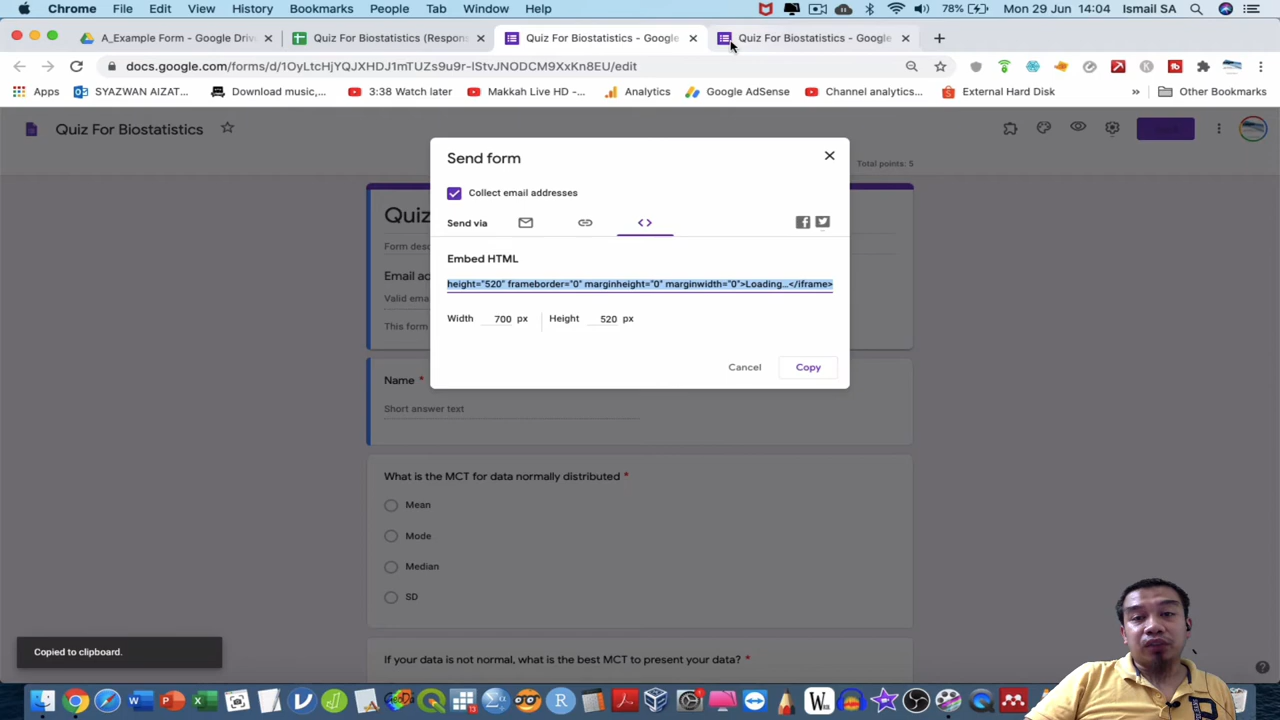 Chrome File Edit View History Bookmarks People Tab Window Help 78% Mon 29 Jun 14:04 Ismail SA
A_Example Form - Google Driv Quiz For Biostatistics (Respon Quiz For Biostatistics - Google Quiz For Biostatistics - Google
docs.google.com/forms/d/1OyLtcHjYQJXHDJ1mTUZs9u9r-lStvJNODCM9XxKn8EU/edit
Apps SYAZWAN AIZAT... Download music,... 3:38 Watch later Makkah Live HD -... Analytics Google AdSense Channel analytics... External Hard Disk » Other Bookmarks
Quiz For Biostatistics
Total points: 5
Send form
Collect email addresses
Send via
Embed HTML
height="520" frameborder="0" marginheight="0" marginwidth="0">Loading…</iframe>
Width 700 px Height 520 px
Cancel Copy
Quiz
Form desc
Email ad
Valid emai
This form
Name *
Short answer text
What is the MCT for data normally distributed *
Mean
Mode
Median
SD
If your data is not normal, what is the best MCT to present your data? *
Copied to clipboard.